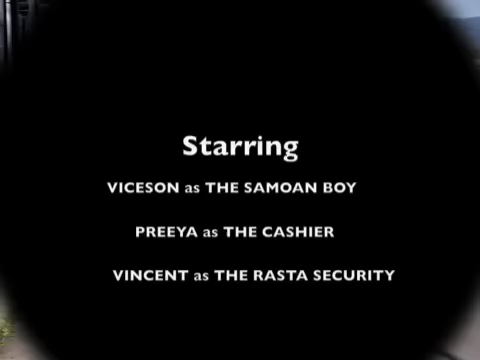 Starring
VICESON as THE SAMOAN BOY
PREEYA as THE CASHIER
VINCENT as THE RASTA SECURITY